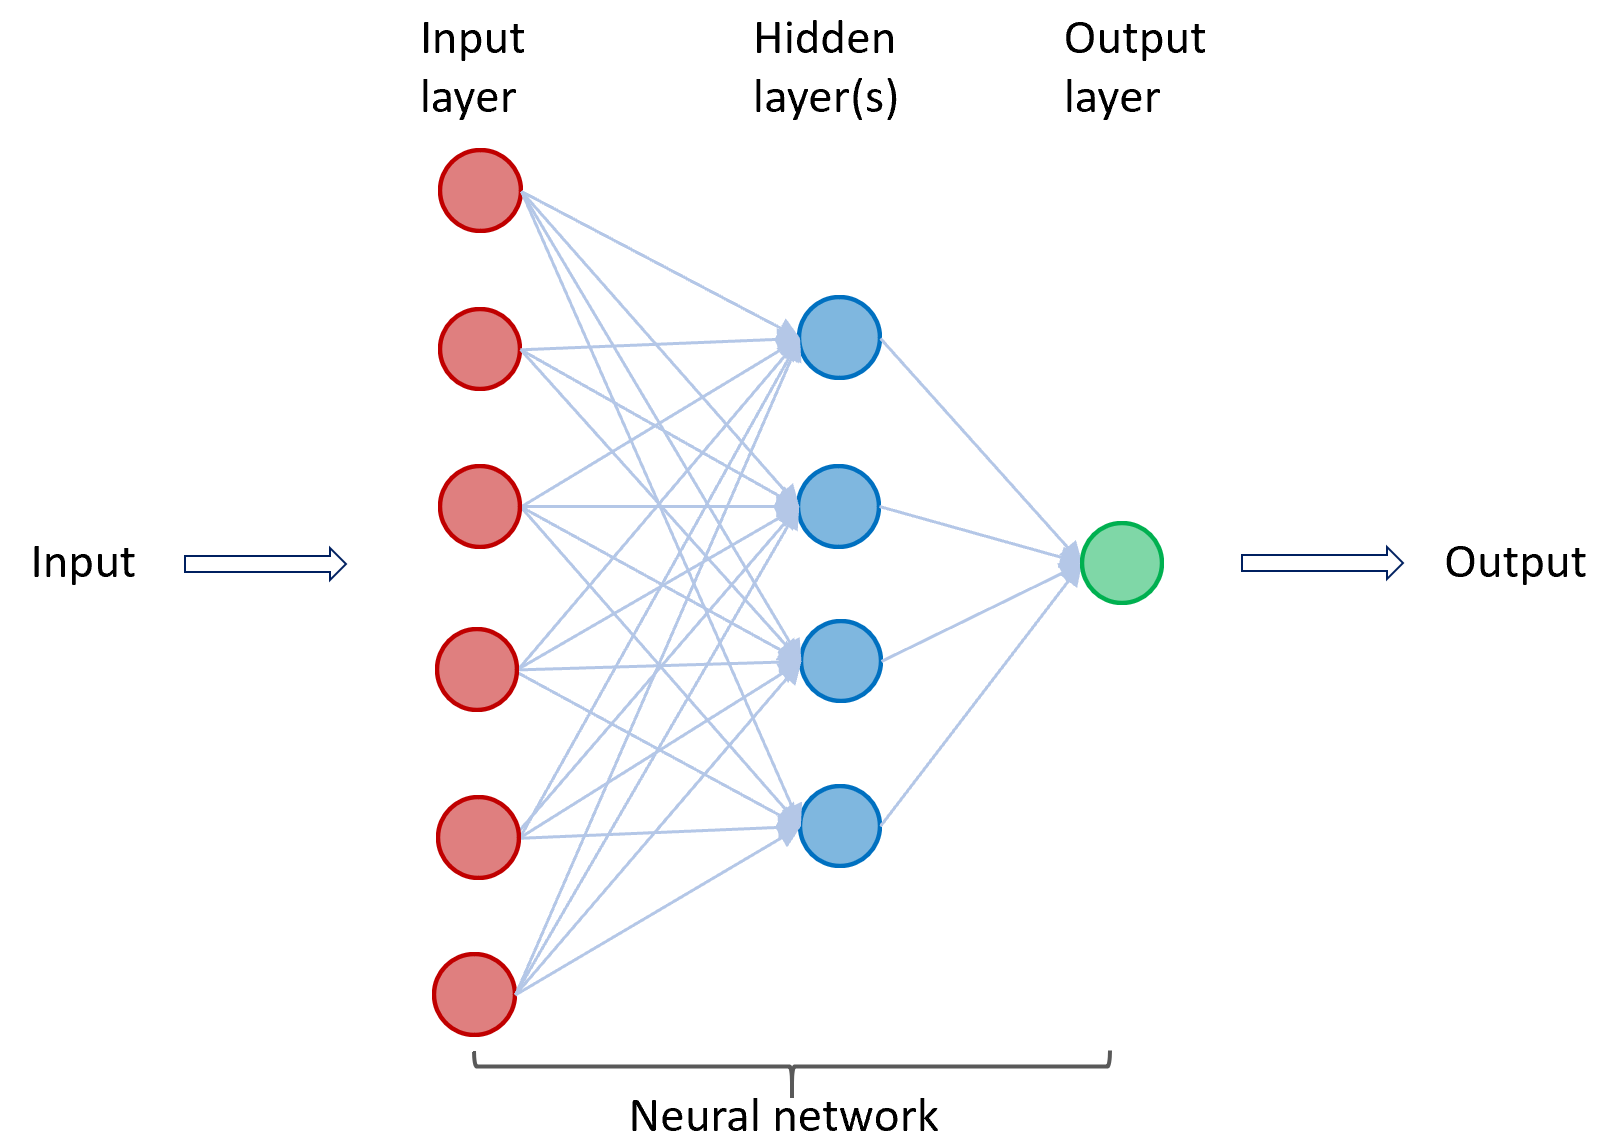 Input
layer
Hidden
layer(s)
Output
layer
Input
Output
Neural network